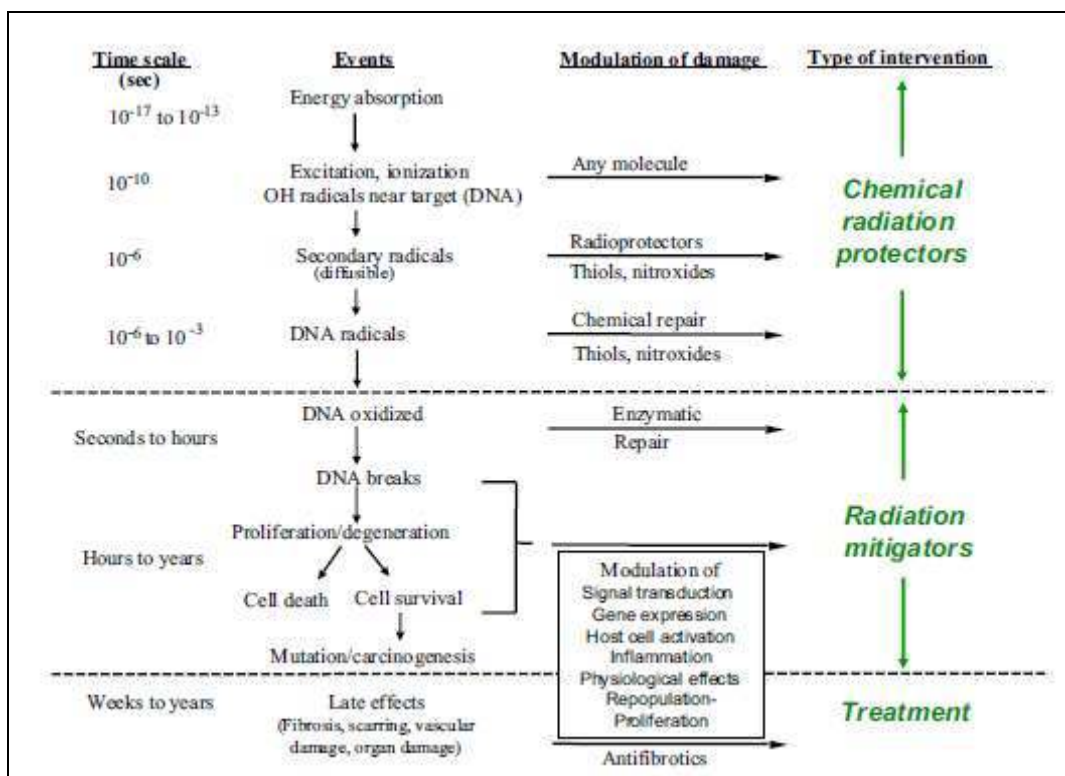 Time scale
(sec)
Events
Modulation of damage
Type of intervention
10-17 to 10-13
Energy absorption
10-10
Excitation, ionization
OH radicals near target (DNA)
Any molecule
Chemical
radiation
protectors
10-6
Secondary radicals
(diffusible)
Radioprotectors
Thiols, nitroxides
10-6 to 10-3
DNA radicals
Chemical repair
Thiols, nitroxides
Seconds to hours
DNA oxidized
Enzymatic
Repair
DNA breaks
Hours to years
Proliferation/degeneration
Cell death
Cell survival
Mutation/carcinogenesis
Radiation
mitigators
Modulation of
Signal transduction
Gene expression
Host cell activation
Inflammation
Physiological effects
Repopulation-
Proliferation
Weeks to years
Late effects
(Fibrosis, scarring, vascular
damage, organ damage)
Antifibrotics
Treatment